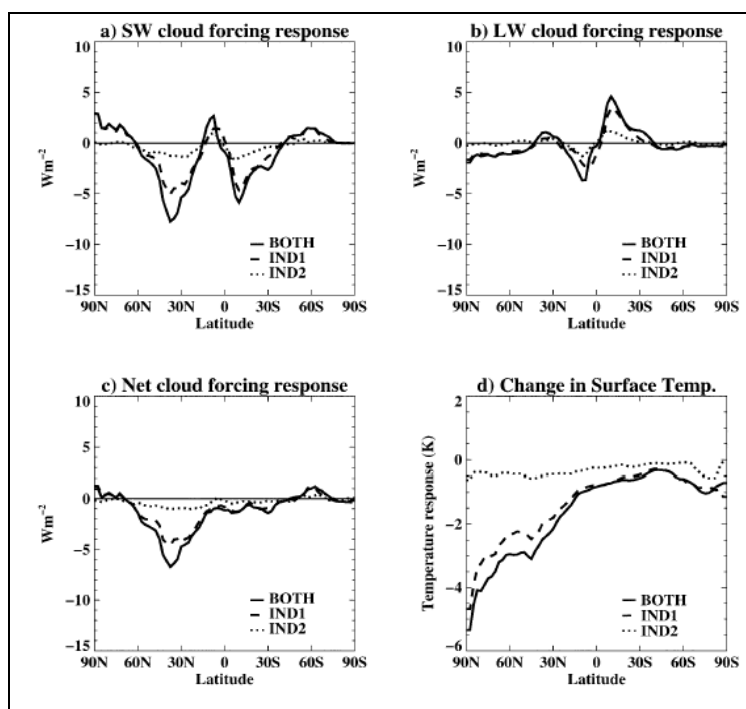 a) SW cloud forcing response
10
5
0
−5
−10
−15
Wm⁻²
BOTH
IND1
IND2
90N 60N 30N 0 30S 60S 90S
Latitude
b) LW cloud forcing response
10
5
0
−5
−10
−15
Wm⁻²
BOTH
IND1
IND2
90N 60N 30N 0 30S 60S 90S
Latitude
c) Net cloud forcing response
10
5
0
−5
−10
−15
Wm⁻²
BOTH
IND1
IND2
90N 60N 30N 0 30S 60S 90S
Latitude
d) Change in Surface Temp.
2
0
−2
−4
−6
Temperature response (K)
BOTH
IND1
IND2
90N 60N 30N 0 30S 60S 90S
Latitude